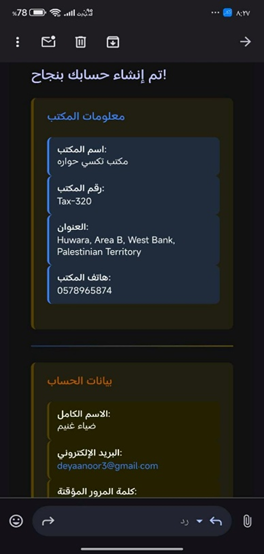 %78
٨:٢٧
تم إنشاء حسابك بنجاح!
معلومات المكتب
اسم المكتب:
مكتب تكسي حواره
رقم المكتب:
Tax-320
العنوان:
Huwara, Area B, West Bank,
Palestinian Territory
هاتف المكتب:
0578965874
بيانات الحساب
الاسم الكامل:
ضياء غنيم
البريد الإلكتروني:
deyaanoor3@gmail.com
كلمة المرور المؤقتة:
رد